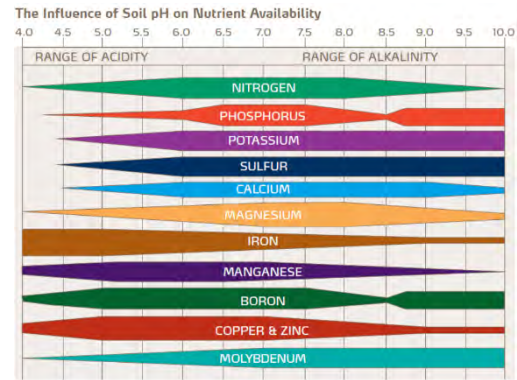 The Influence of Soil pH on Nutrient Availability
4.0 4.5 5.0 5.5 6.0 6.5 7.0 7.5 8.0 8.5 9.0 9.5 10.0
RANGE OF ACIDITY RANGE OF ALKALINITY
NITROGEN
PHOSPHORUS
POTASSIUM
SULFUR
CALCIUM
MAGNESIUM
IRON
MANGANESE
BORON
COPPER & ZINC
MOLYBDENUM